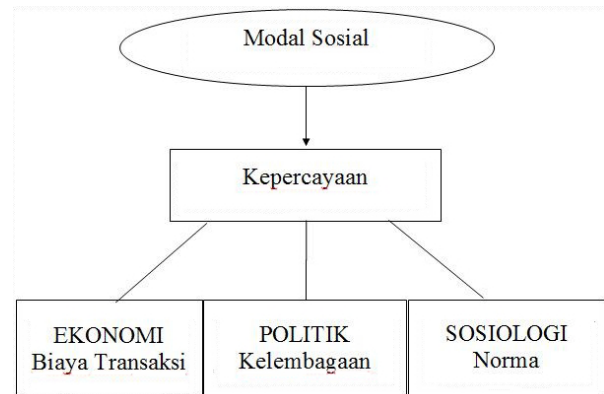 Modal Sosial
Kepercayaan
EKONOMI
Biaya Transaksi
POLITIK
Kelembagaan
SOSIOLOGI
Norma